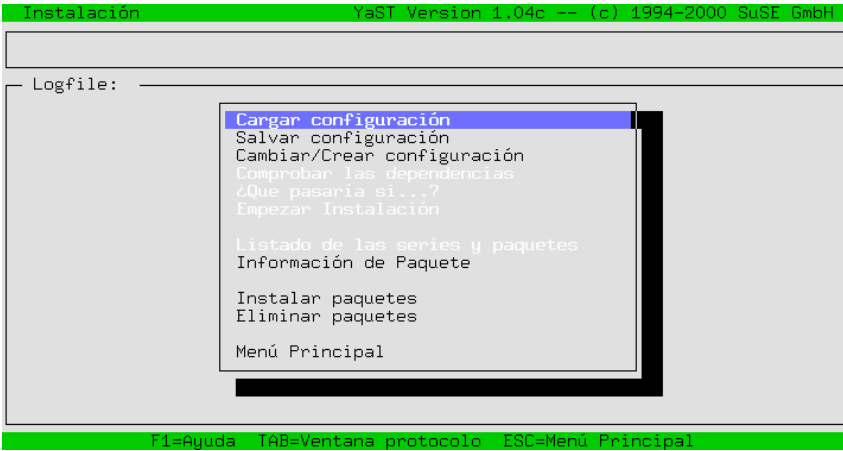 Instalación YaST Version 1.04c -- (c) 1994-2000 SuSE GmbH
Logfile:
Cargar configuración
Salvar configuración
Cambiar/Crear configuración
Comprobar las dependencias
¿Que pasaría si...?
Empezar Instalación
Listado de las series y paquetes
Información de Paquete
Instalar paquetes
Eliminar paquetes
Menú Principal
F1=Ayuda TAB=Ventana protocolo ESC=Menú Principal